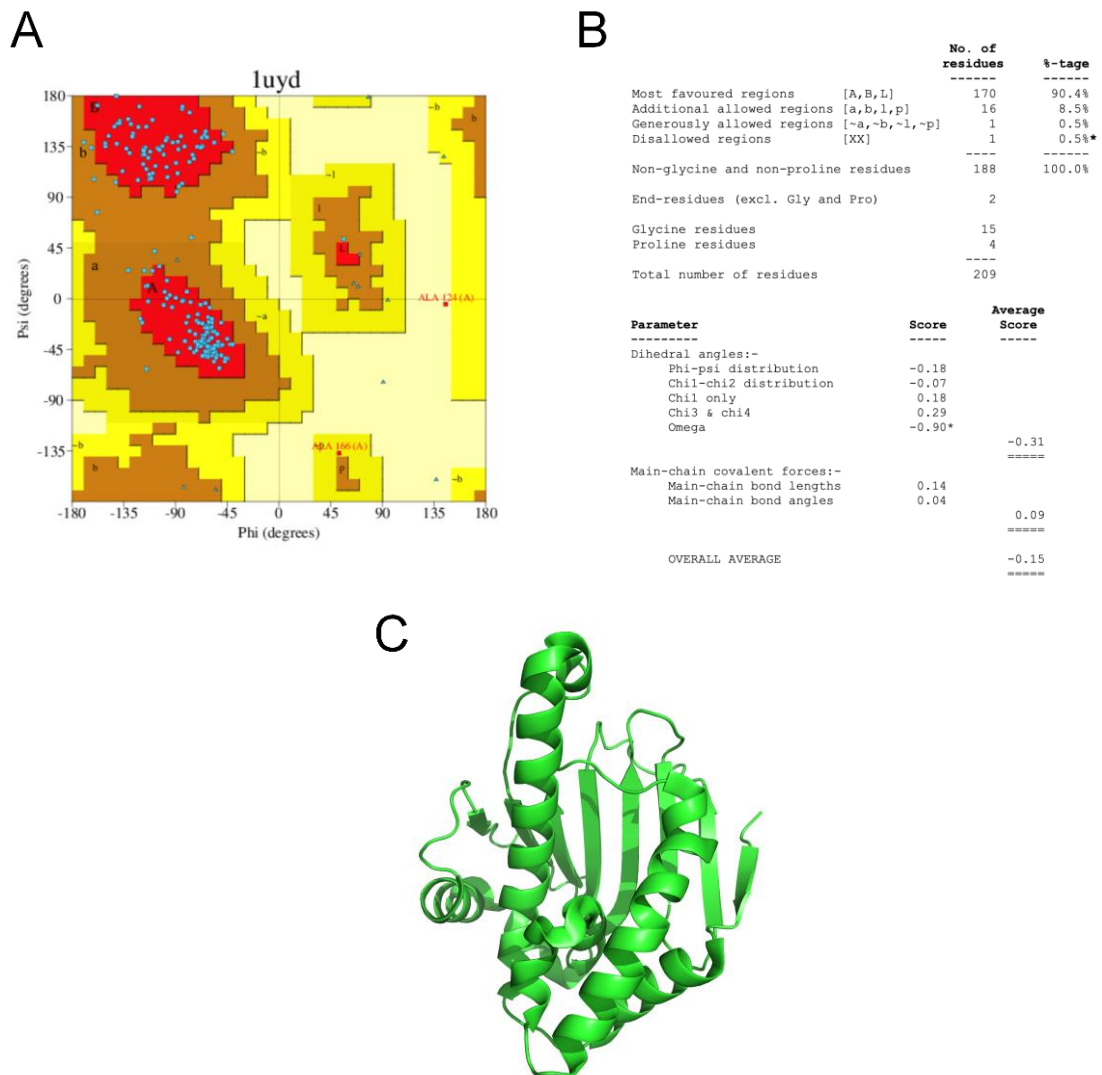 A
1uyd
180
135
90
45
0
-45
-90
-135
-180
-135
-90
-45
0
45
90
135
180
Psi (degrees)
Phi (degrees)
B
b
a
A
~b
~l
l
L
~a
~b
b
~b
b
~b
p
~b
ALA 124 (A)
ALA 166 (A)
B
No. of
residues %-tage
------ ------
Most favoured regions [A,B,L] 170 90.4%
Additional allowed regions [a,b,l,p] 16 8.5%
Generously allowed regions [~a,~b,~l,~p] 1 0.5%
Disallowed regions [XX] 1 0.5%*
---- ------
Non-glycine and non-proline residues 188 100.0%
End-residues (excl. Gly and Pro) 2
Glycine residues 15
Proline residues 4
----
Total number of residues 209
Average
Parameter Score Score
--------- ----- -----
Dihedral angles:-
Phi-psi distribution -0.18
Chi1-chi2 distribution -0.07
Chi1 only 0.18
Chi3 & chi4 0.29
Omega -0.90*
-0.31
=====
Main-chain covalent forces:-
Main-chain bond lengths 0.14
Main-chain bond angles 0.04
0.09
=====
OVERALL AVERAGE -0.15
=====
C